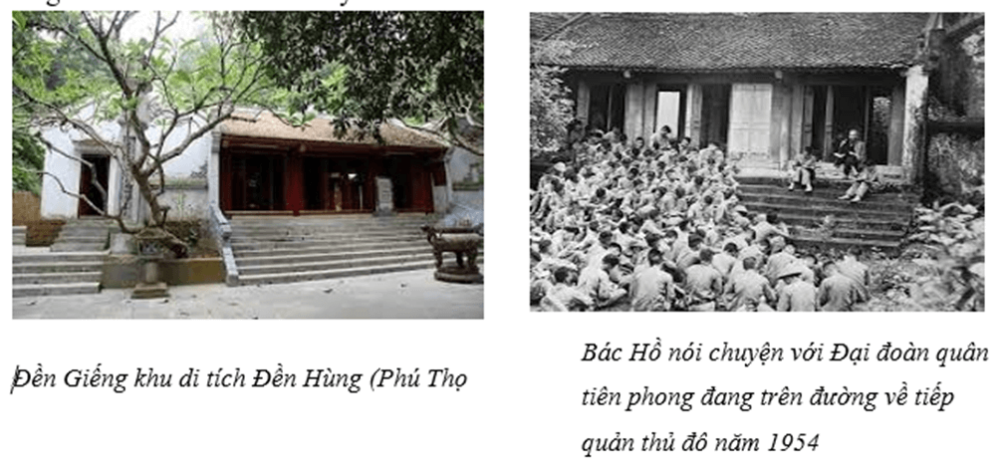 Đền Giếng khu di tích Đền Hùng (Phú Thọ
Bác Hồ nói chuyện với Đại đoàn quân
tiên phong đang trên đường về tiếp
quản thủ đô năm 1954